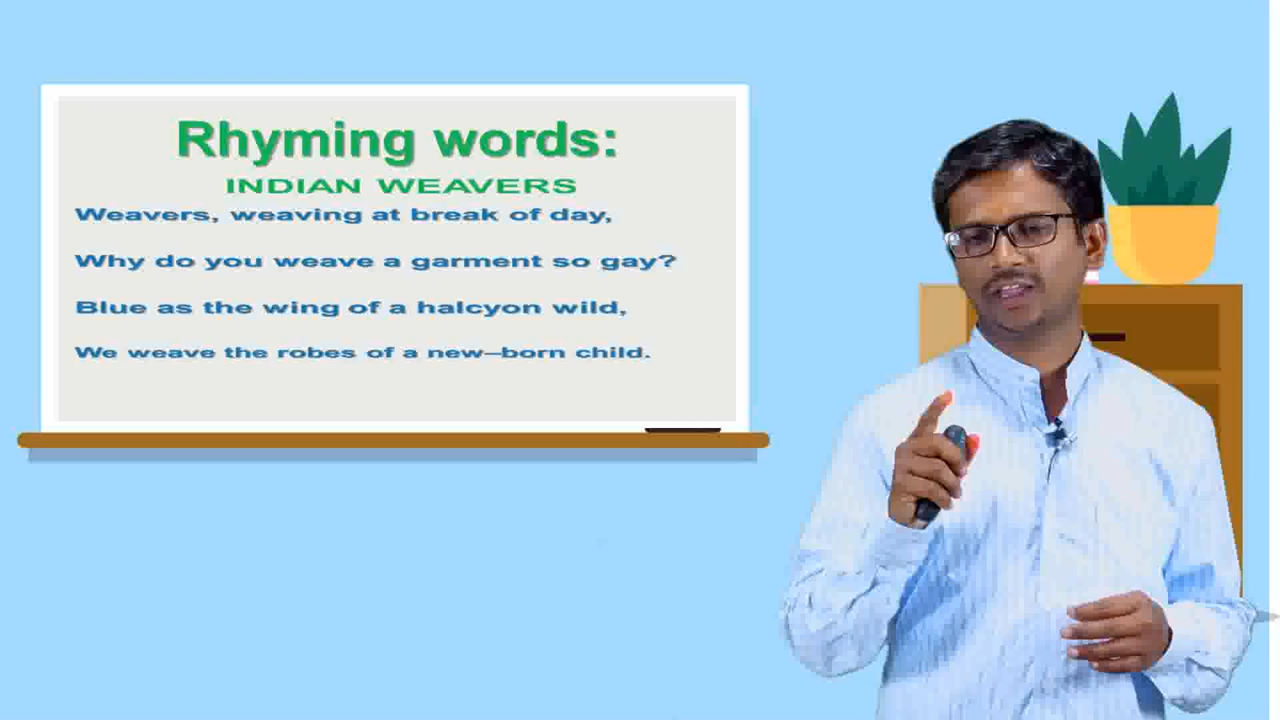 Rhyming words:
INDIAN WEAVERS
Weavers, weaving at break of day,
Why do you weave a garment so gay?
Blue as the wing of a halcyon wild,
We weave the robes of a new–born child.